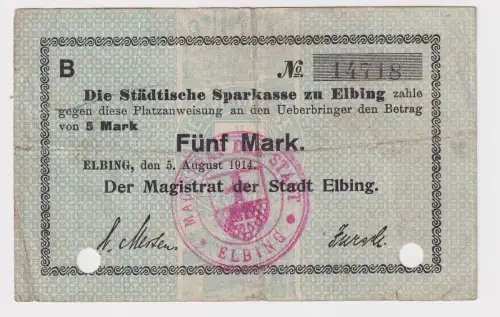 B № 14718
Die Städtische Sparkasse zu Elbing zahle
gegen diese Platzanweisung an den Ueberbringer den Betrag
von 5 Mark
Fünf Mark.
ELBING, den 5. August 1914.
Der Magistrat der Stadt Elbing.
STADT
* ELBING *